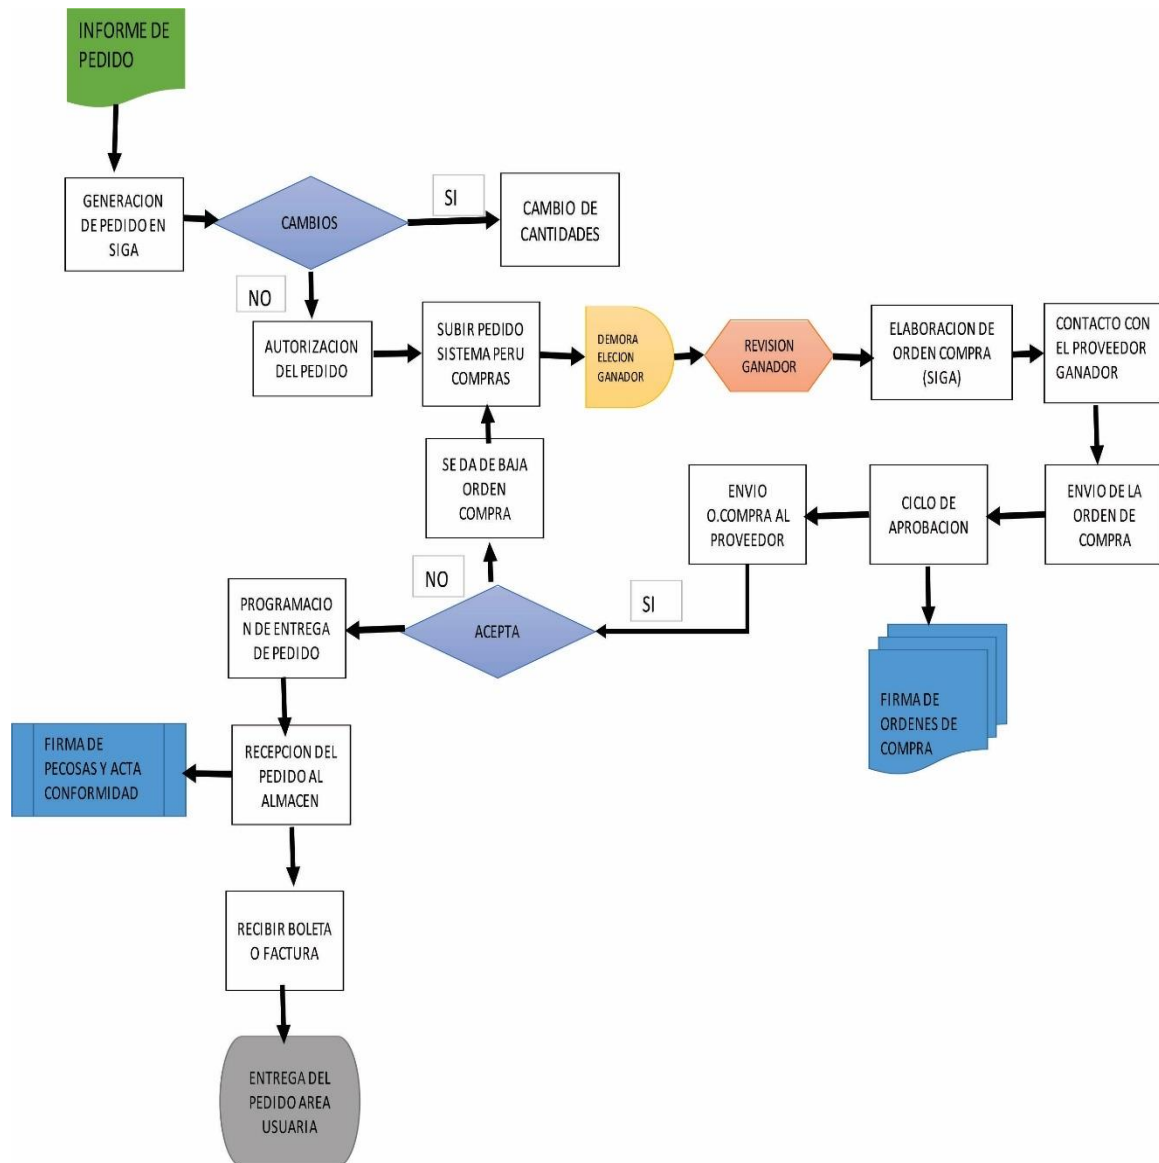 INFORME DE
PEDIDO
GENERACION
DE PEDIDO EN
SIGA
CAMBIOS
SI
CAMBIO DE
CANTIDADES
NO
AUTORIZACION
DEL PEDIDO
SUBIR PEDIDO
SISTEMA PERU
COMPRAS
DEMORA
ELECION
GANADOR
REVISION
GANADOR
ELABORACION DE
ORDEN COMPRA
(SIGA)
CONTACTO CON
EL PROVEEDOR
GANADOR
SE DA DE BAJA
ORDEN
COMPRA
ENVIO
O.COMPRA AL
PROVEEDOR
CICLO DE
APROBACION
ENVIO DE LA
ORDEN DE
COMPRA
NO
SI
ACEPTA
PROGRAMACIO
N DE ENTREGA
DE PEDIDO
FIRMA DE
ORDENES DE
COMPRA
FIRMA DE
PECOSAS Y ACTA
CONFORMIDAD
RECEPCION DEL
PEDIDO AL
ALMACEN
RECIBIR BOLETA
O FACTURA
ENTREGA DEL
PEDIDO AREA
USUARIA